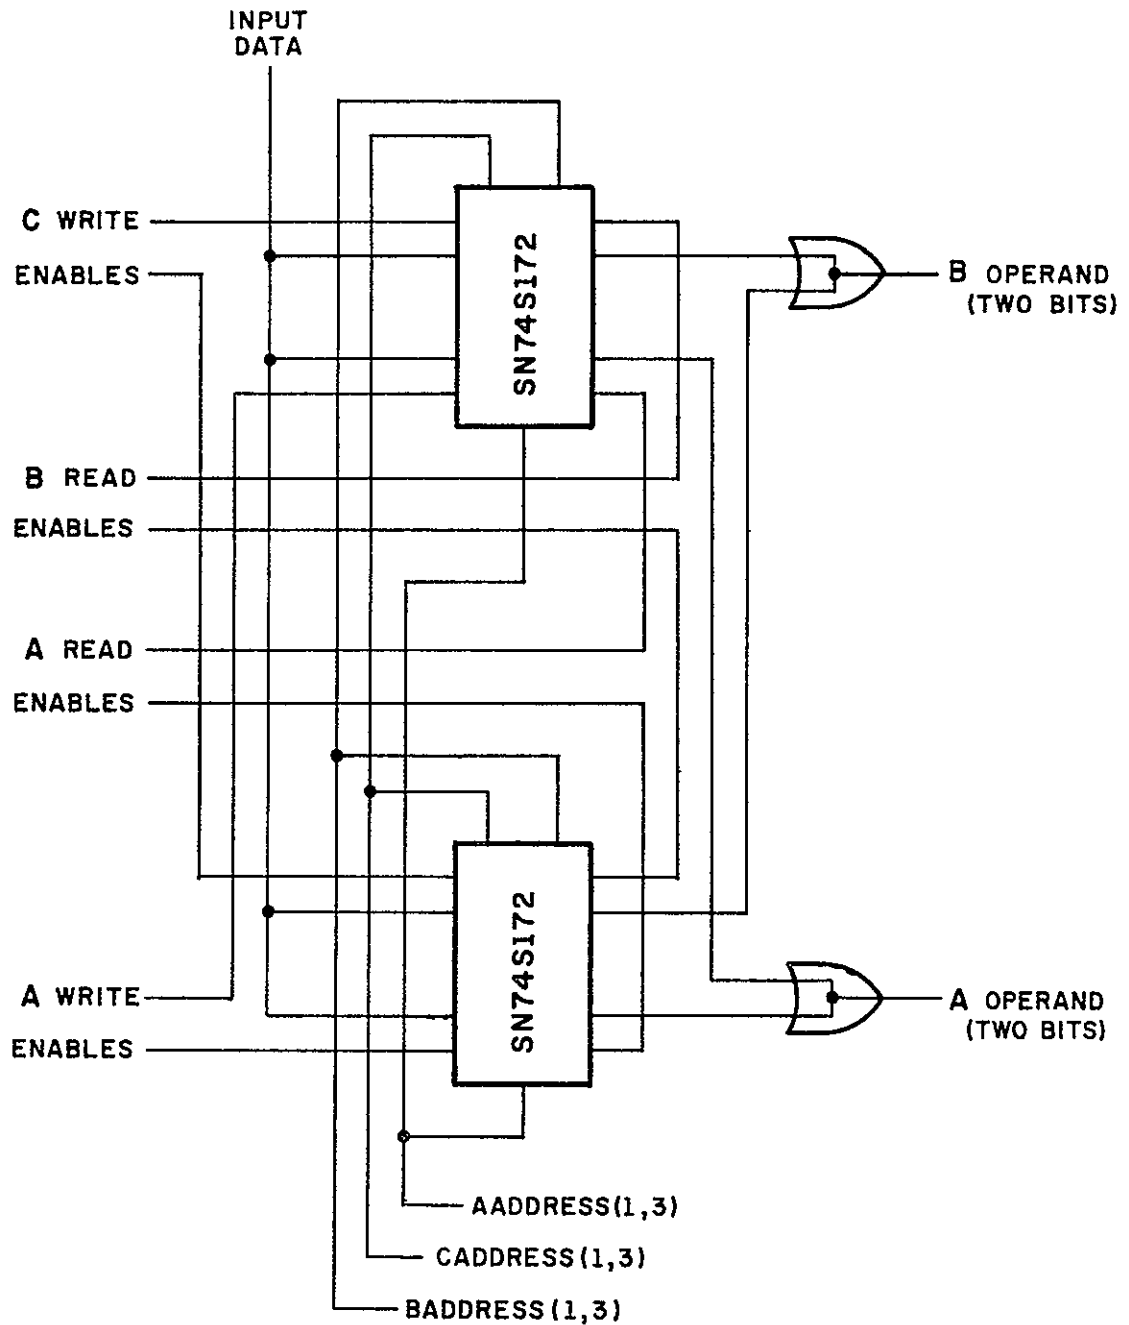 INPUT
DATA
C WRITE
ENABLES
SN74S172
B OPERAND
(TWO BITS)
B READ
ENABLES
A READ
ENABLES
SN74S172
A WRITE
ENABLES
A OPERAND
(TWO BITS)
AADDRESS(1,3)
CADDRESS(1,3)
BADDRESS(1,3)